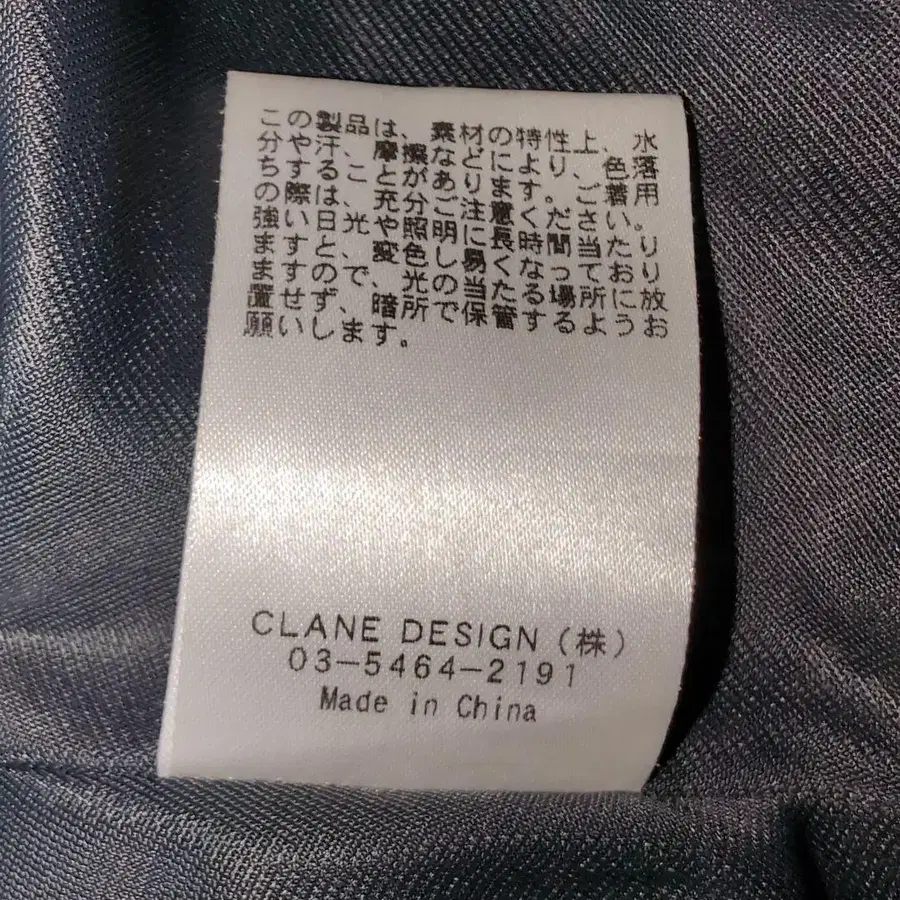 この製品は、素材の特性上、水
分や汗、摩擦などにより、色落
ちすることがあります。ご着用
の際は、充分ご注意ください。
強い日光や照明に長時間当たり
ますと、変色し易くなっており
ますので、光の当たる場所に放
置せず、暗所で保管するようお
願いします。
CLANE DESIGN (株)
03-5464-2191
Made in China